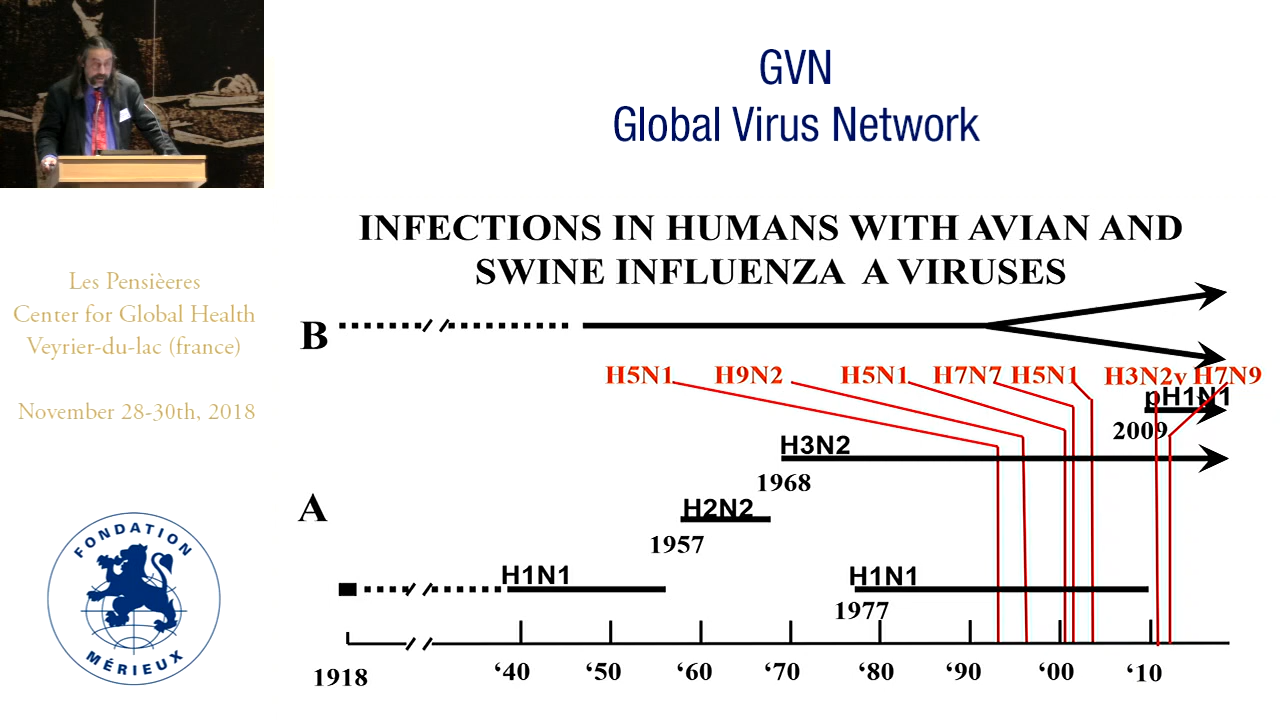 GVN
Global Virus Network
Les Pensièeres
Center for Global Health
Veyrier-du-lac (france)
November 28-30th, 2018
FONDATION
MÉRIEUX
INFECTIONS IN HUMANS WITH AVIAN AND
SWINE INFLUENZA A VIRUSES
B
H5N1 H9N2 H5N1 H7N7 H5N1 H3N2v H7N9
pH1N1
2009
H3N2
1968
A
H2N2
1957
H1N1 H1N1
1977
1918 ‘40 ‘50 ‘60 ‘70 ‘80 ‘90 ‘00 ‘10